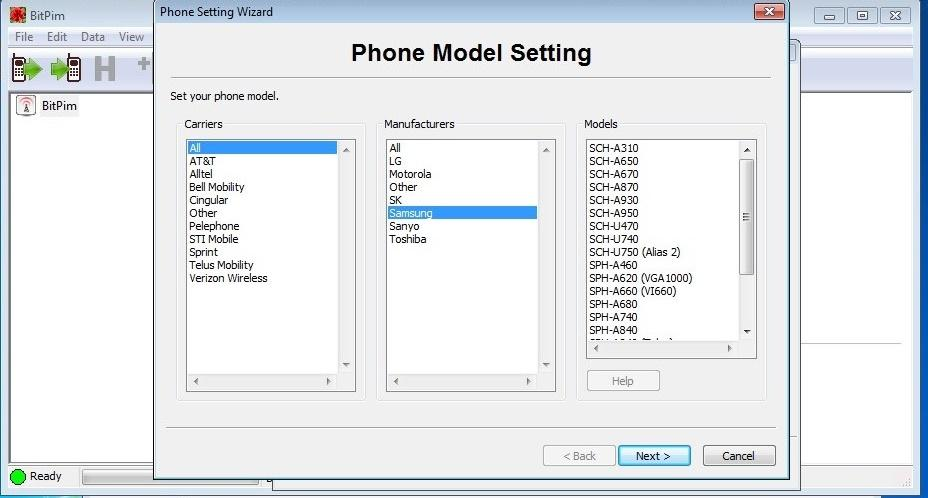 BitPim
Phone Setting Wizard
File Edit Data View
Phone Model Setting
BitPim
Set your phone model.
Carriers
All
AT&T
Alltel
Bell Mobility
Cingular
Other
Pelephone
STI Mobile
Sprint
Telus Mobility
Verizon Wireless
Manufacturers
All
LG
Motorola
Other
SK
Samsung
Sanyo
Toshiba
Models
SCH-A310
SCH-A650
SCH-A670
SCH-A870
SCH-A930
SCH-A950
SCH-U470
SCH-U740
SCH-U750 (Alias 2)
SPH-A460
SPH-A620 (VGA1000)
SPH-A660 (VI660)
SPH-A680
SPH-A740
SPH-A840
Help
< Back Next > Cancel
Ready